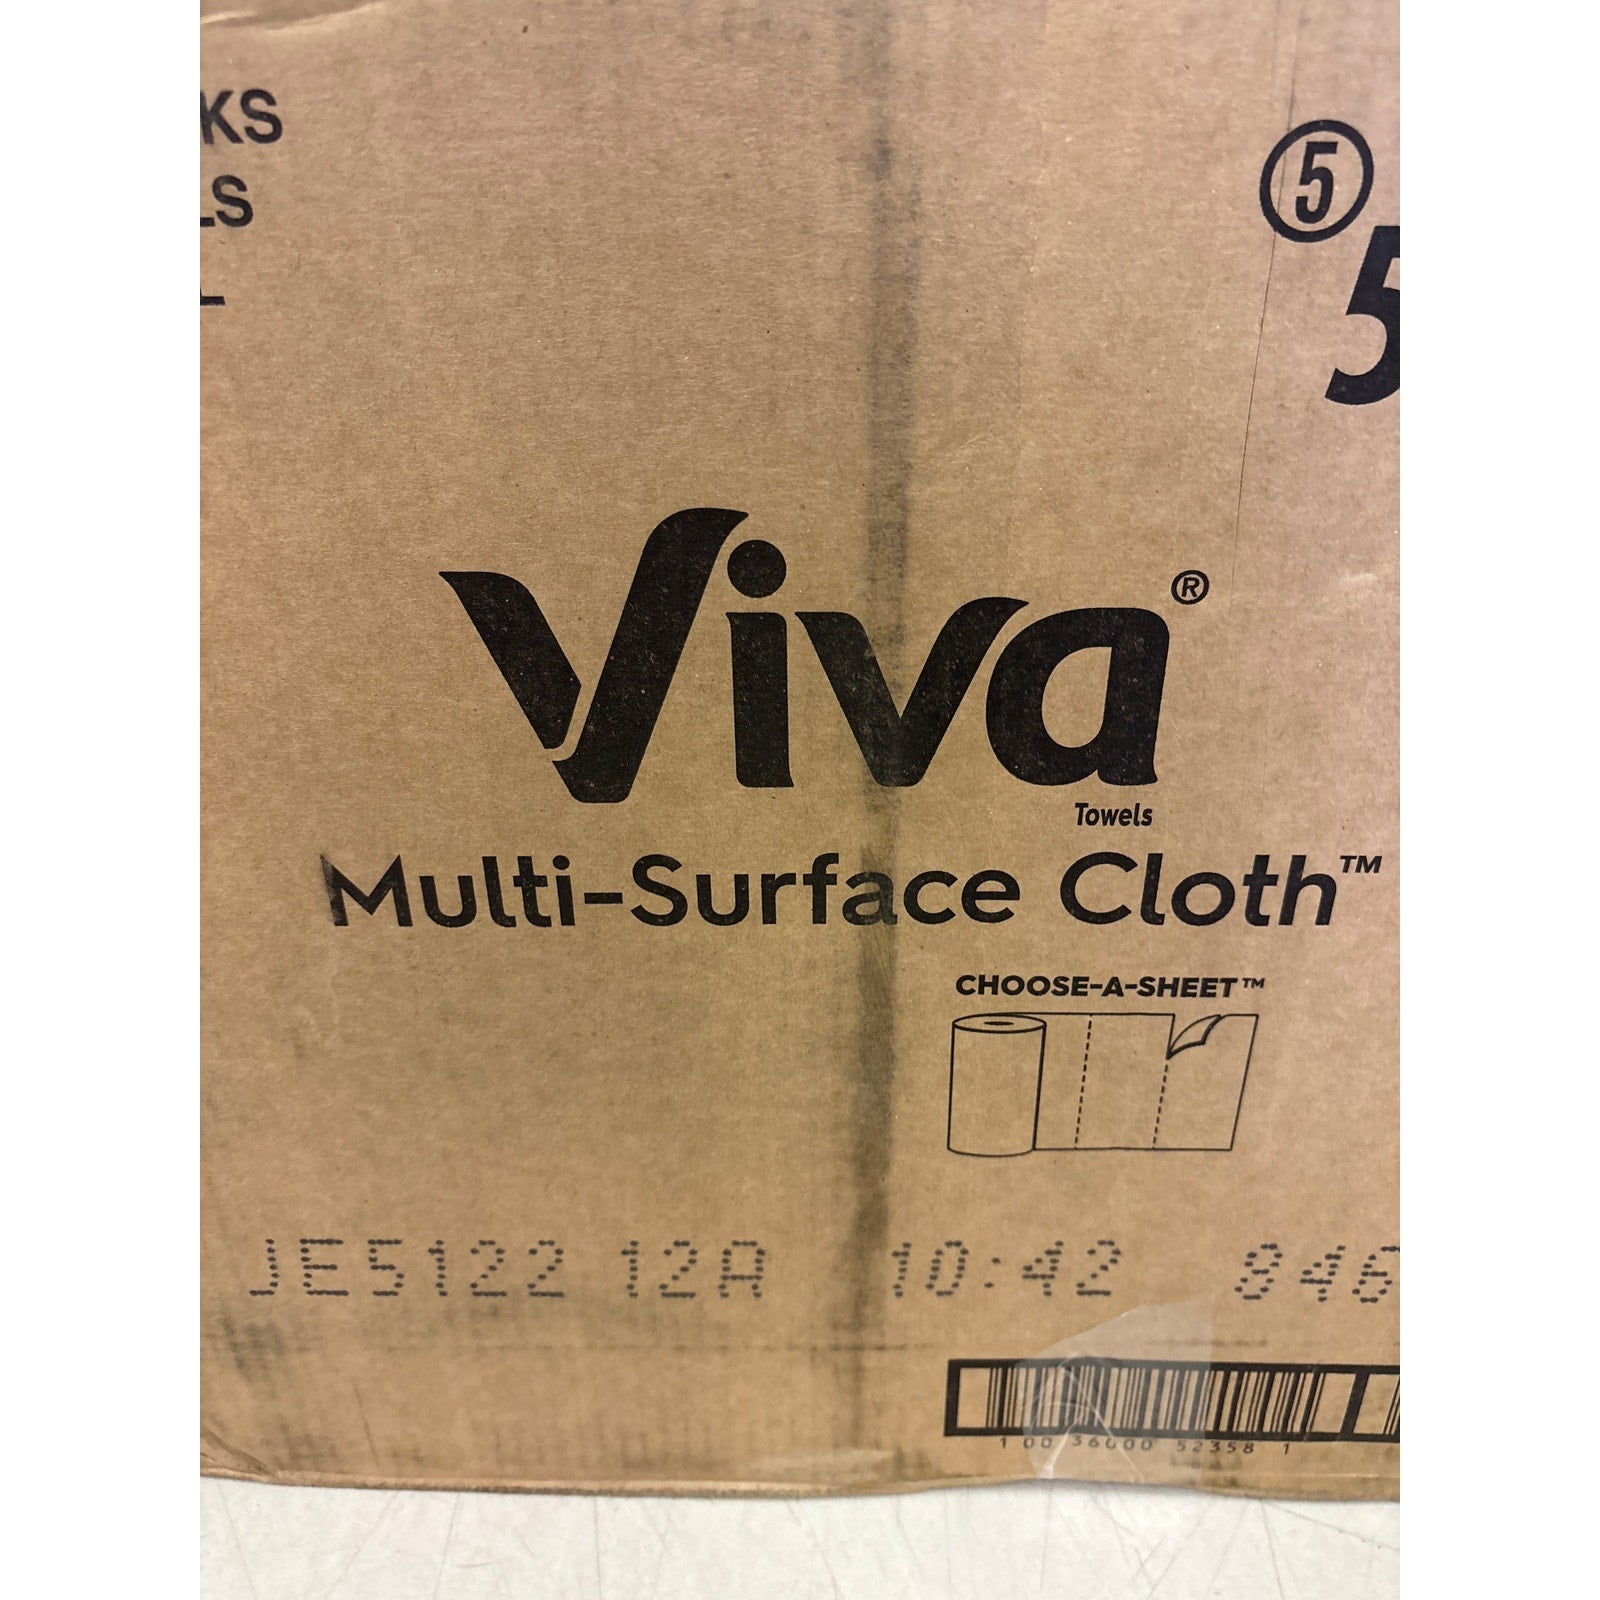 KS
LS
L
5
5
Viva®
Towels
Multi-Surface Cloth™
CHOOSE-A-SHEET™
JE5122 12A 10:42 846
1 00 36000 52358 1